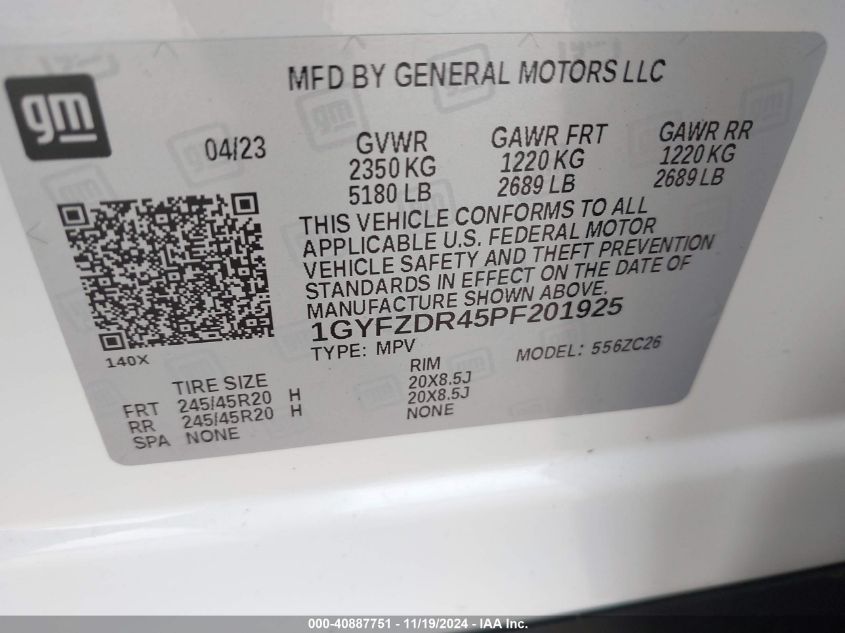 MFD BY GENERAL MOTORS LLC
gm
04/23
GVWR GAWR FRT GAWR RR
2350 KG 1220 KG 1220 KG
5180 LB 2689 LB 2689 LB
THIS VEHICLE CONFORMS TO ALL
APPLICABLE U.S. FEDERAL MOTOR
VEHICLE SAFETY AND THEFT PREVENTION
STANDARDS IN EFFECT ON THE DATE OF
MANUFACTURE SHOWN ABOVE.
1GYFZDR45PF201925
TYPE: MPV MODEL: 556ZC26
140X
TIRE SIZE RIM
FRT 245/45R20 H 20X8.5J
RR 245/45R20 H 20X8.5J
SPA NONE NONE
000-40887751 - 11/19/2024 - IAA Inc.